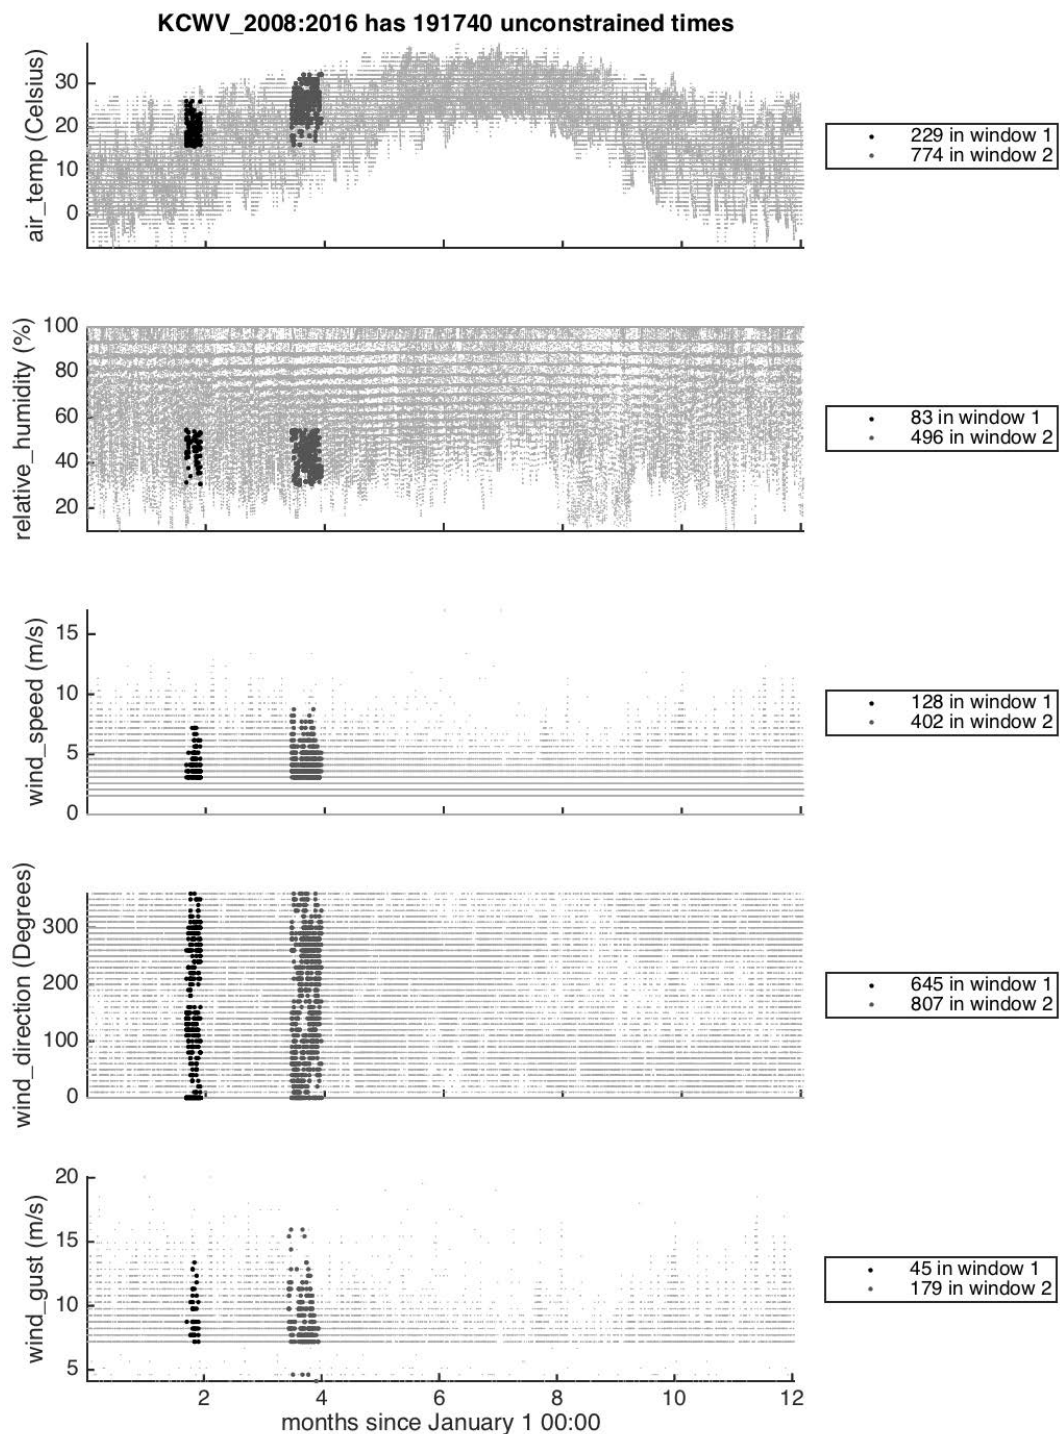 KCWV_2008:2016 has 191740 unconstrained times
air_temp (Celsius)
30
20
10
0
229 in window 1
774 in window 2
relative_humidity (%)
100
80
60
40
20
83 in window 1
496 in window 2
wind_speed (m/s)
15
10
5
0
128 in window 1
402 in window 2
wind_direction (Degrees)
300
200
100
0
645 in window 1
807 in window 2
wind_gust (m/s)
20
15
10
5
45 in window 1
179 in window 2
2 4 6 8 10 12
months since January 1 00:00